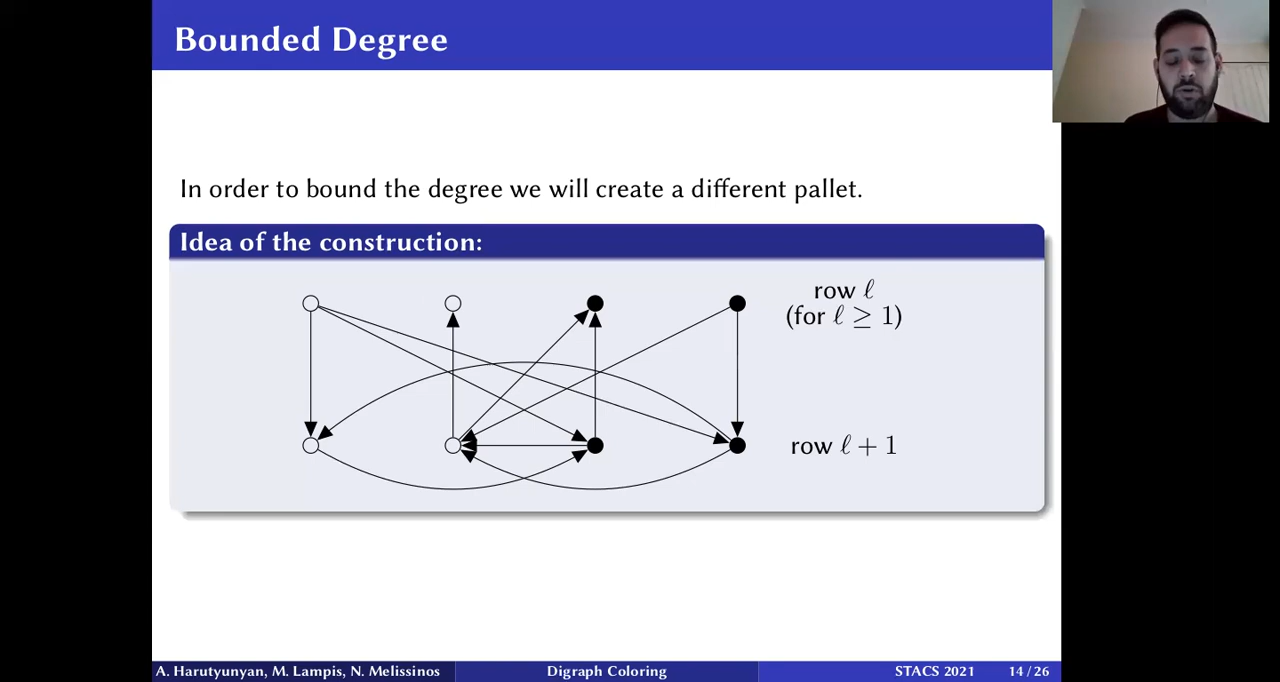 Bounded Degree
In order to bound the degree we will create a different pallet.
Idea of the construction:
row ℓ
(for ℓ ≥ 1)
row ℓ + 1
A. Harutyunyan, M. Lampis, N. Melissinos Digraph Coloring STACS 2021 14 / 26